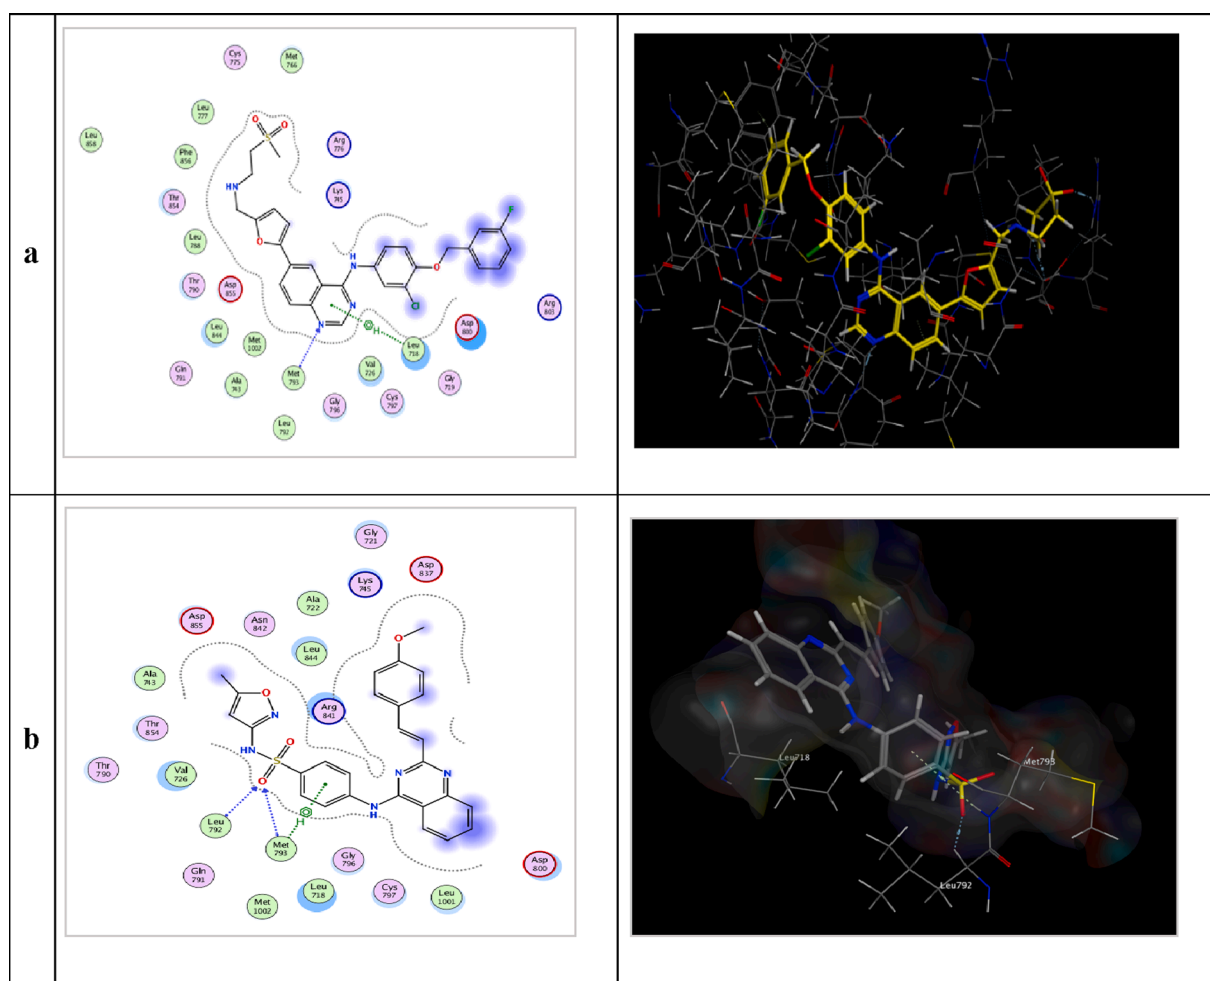 a
Cys
775
Met
766
Leu
777
Leu
858
Phe
856
Arg
776
Thr
854
Lys
745
Leu
788
Thr
790
Asp
855
Leu
844
Met
1002
Gln
791
Ala
743
Met
793
Leu
792
Gly
796
Cys
797
Val
726
Leu
718
Gly
719
Asp
800
Arg
803
O
O
S
HN
O
H
N
N
N
O
Cl
F
H
b
Gly
721
Asp
837
Lys
745
Ala
722
Asp
855
Asn
842
Leu
844
Ala
743
Arg
841
Thr
854
Thr
790
Val
726
Leu
792
Met
793
Gln
791
Met
1002
Leu
718
Gly
796
Cys
797
Leu
1001
Asp
800
O
O
N
HN
O
S
O
N
N
N
H
H
Leu718
Met793
Leu792